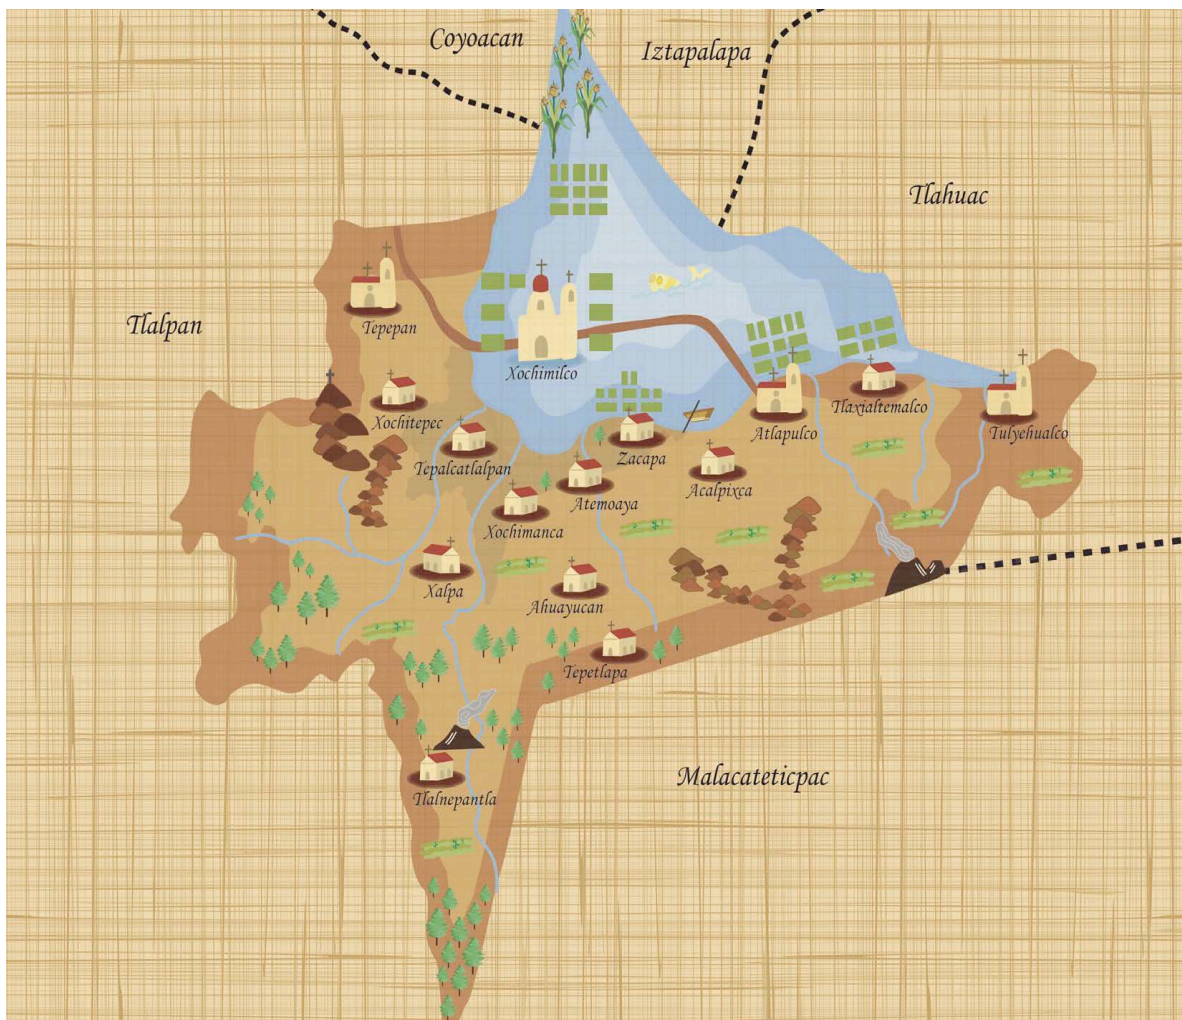 Coyoacan
Iztapalapa
Tlahuac
Tlalpan
Tepepan
Xochimilco
Xochitepec
Tlaxialtemalco
Atlapulco
Tulyehualco
Tepalcatlalpan
Zacapa
Acalpixca
Atemoaya
Xochimanca
Xalpa
Ahuayucan
Tepetlapa
Malacateticpac
Tlalnepantla